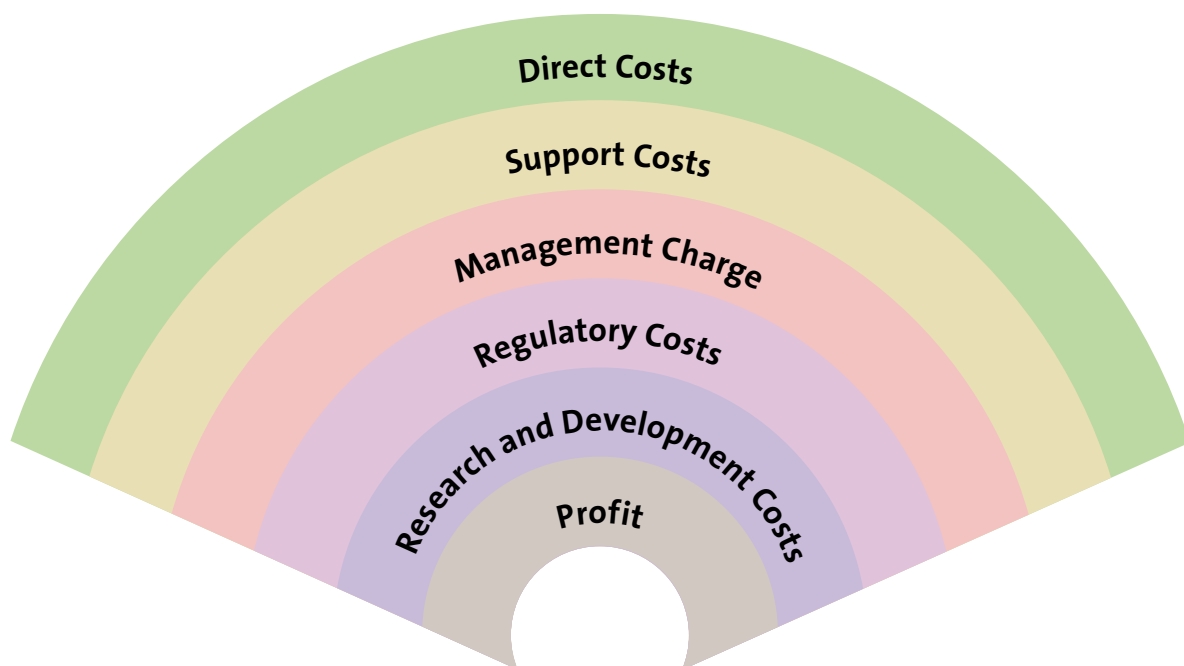 Direct Costs
Support Costs
Management Charge
Regulatory Costs
Research and Development Costs
Profit